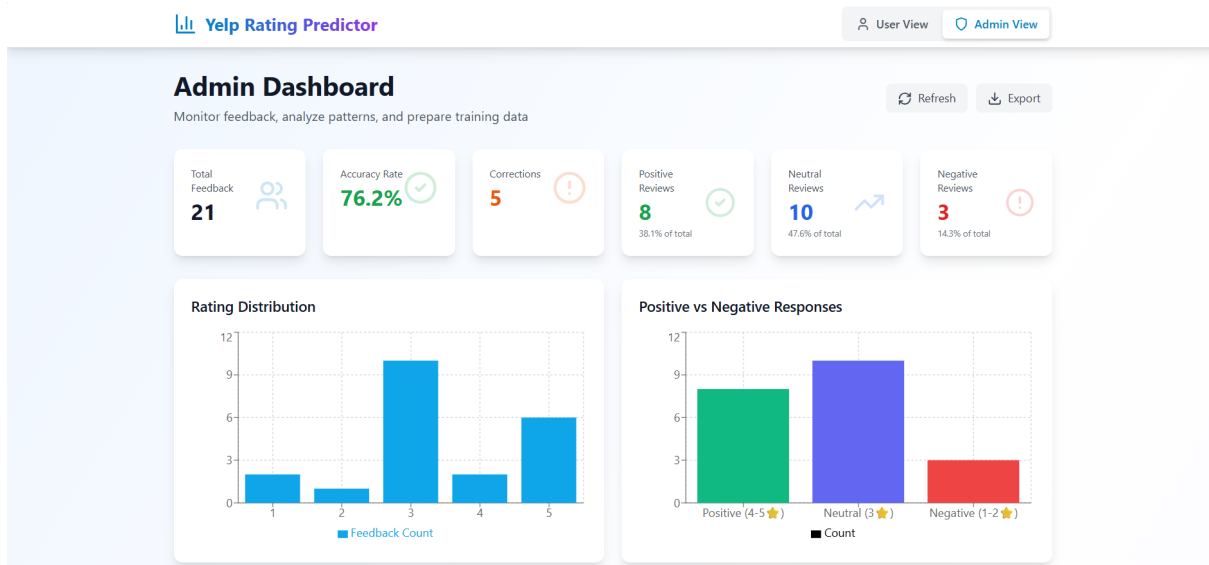 Yelp Rating Predictor
User View
Admin View
Admin Dashboard
Monitor feedback, analyze patterns, and prepare training data
Refresh
Export
Total
Feedback
21
Accuracy Rate
76.2%
Corrections
5
Positive
Reviews
8
38.1% of total
Neutral
Reviews
10
47.6% of total
Negative
Reviews
3
14.3% of total
Rating Distribution
12
9
6
3
0
1 2 3 4 5
Feedback Count
Positive vs Negative Responses
12
9
6
3
0
Positive (4-5⭐) Neutral (3⭐) Negative (1-2⭐)
Count